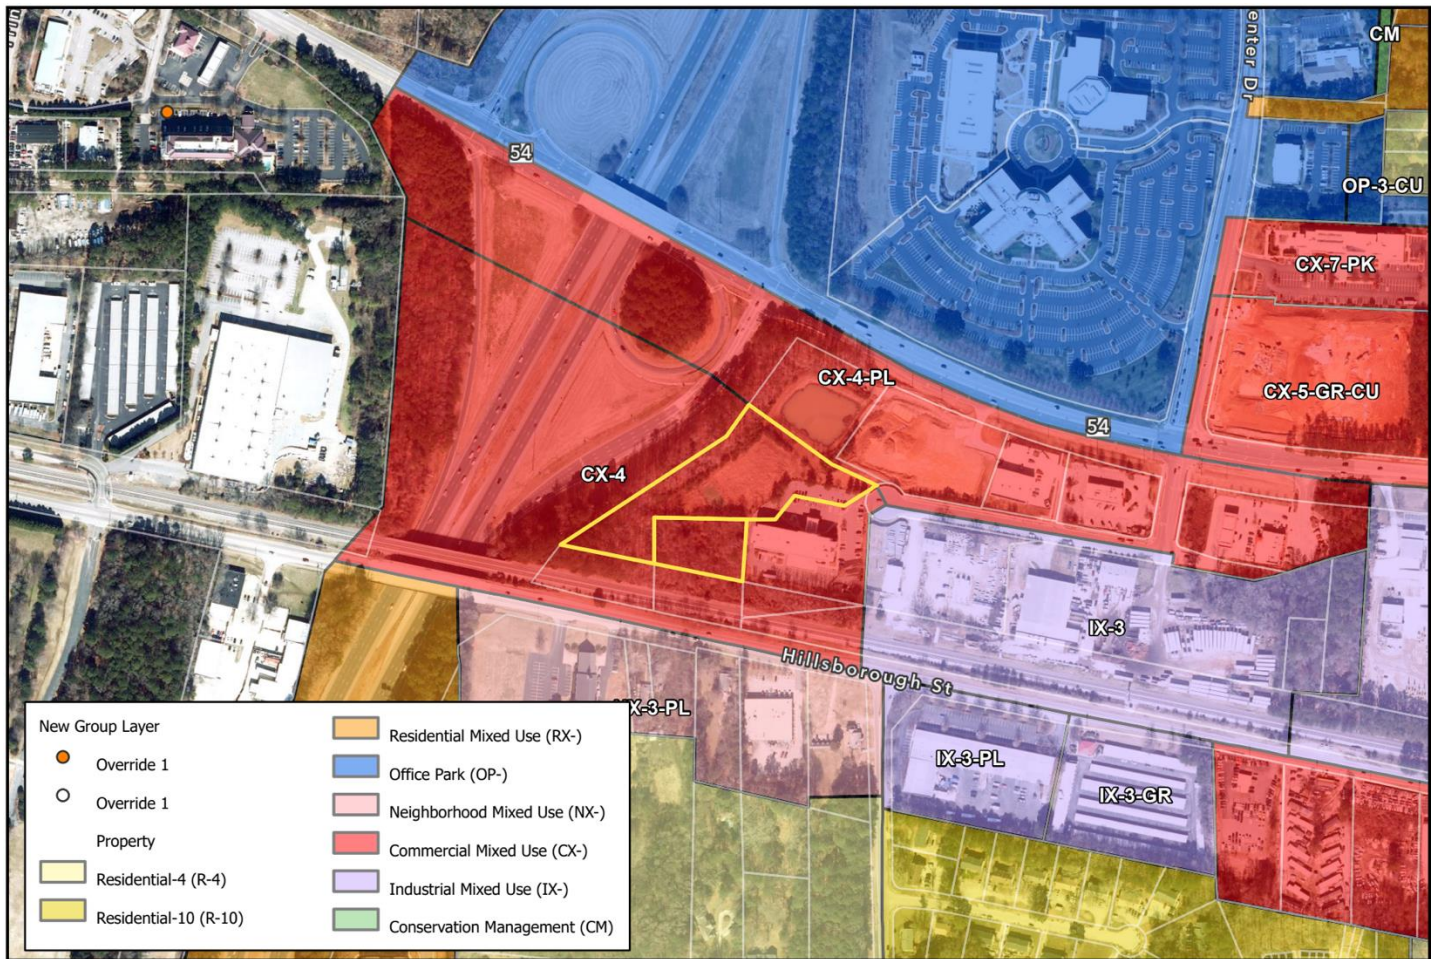 enter Dr
CM
54
OP-3-CU
CX-7-PK
CX-4-PL
CX-5-GR-CU
54
CX-4
IX-3
Hillsborough St
X-3-PL
IX-3-PL
IX-3-GR
New Group Layer
Override 1
Override 1
Property
Residential-4 (R-4)
Residential-10 (R-10)
Residential Mixed Use (RX-)
Office Park (OP-)
Neighborhood Mixed Use (NX-)
Commercial Mixed Use (CX-)
Industrial Mixed Use (IX-)
Conservation Management (CM)